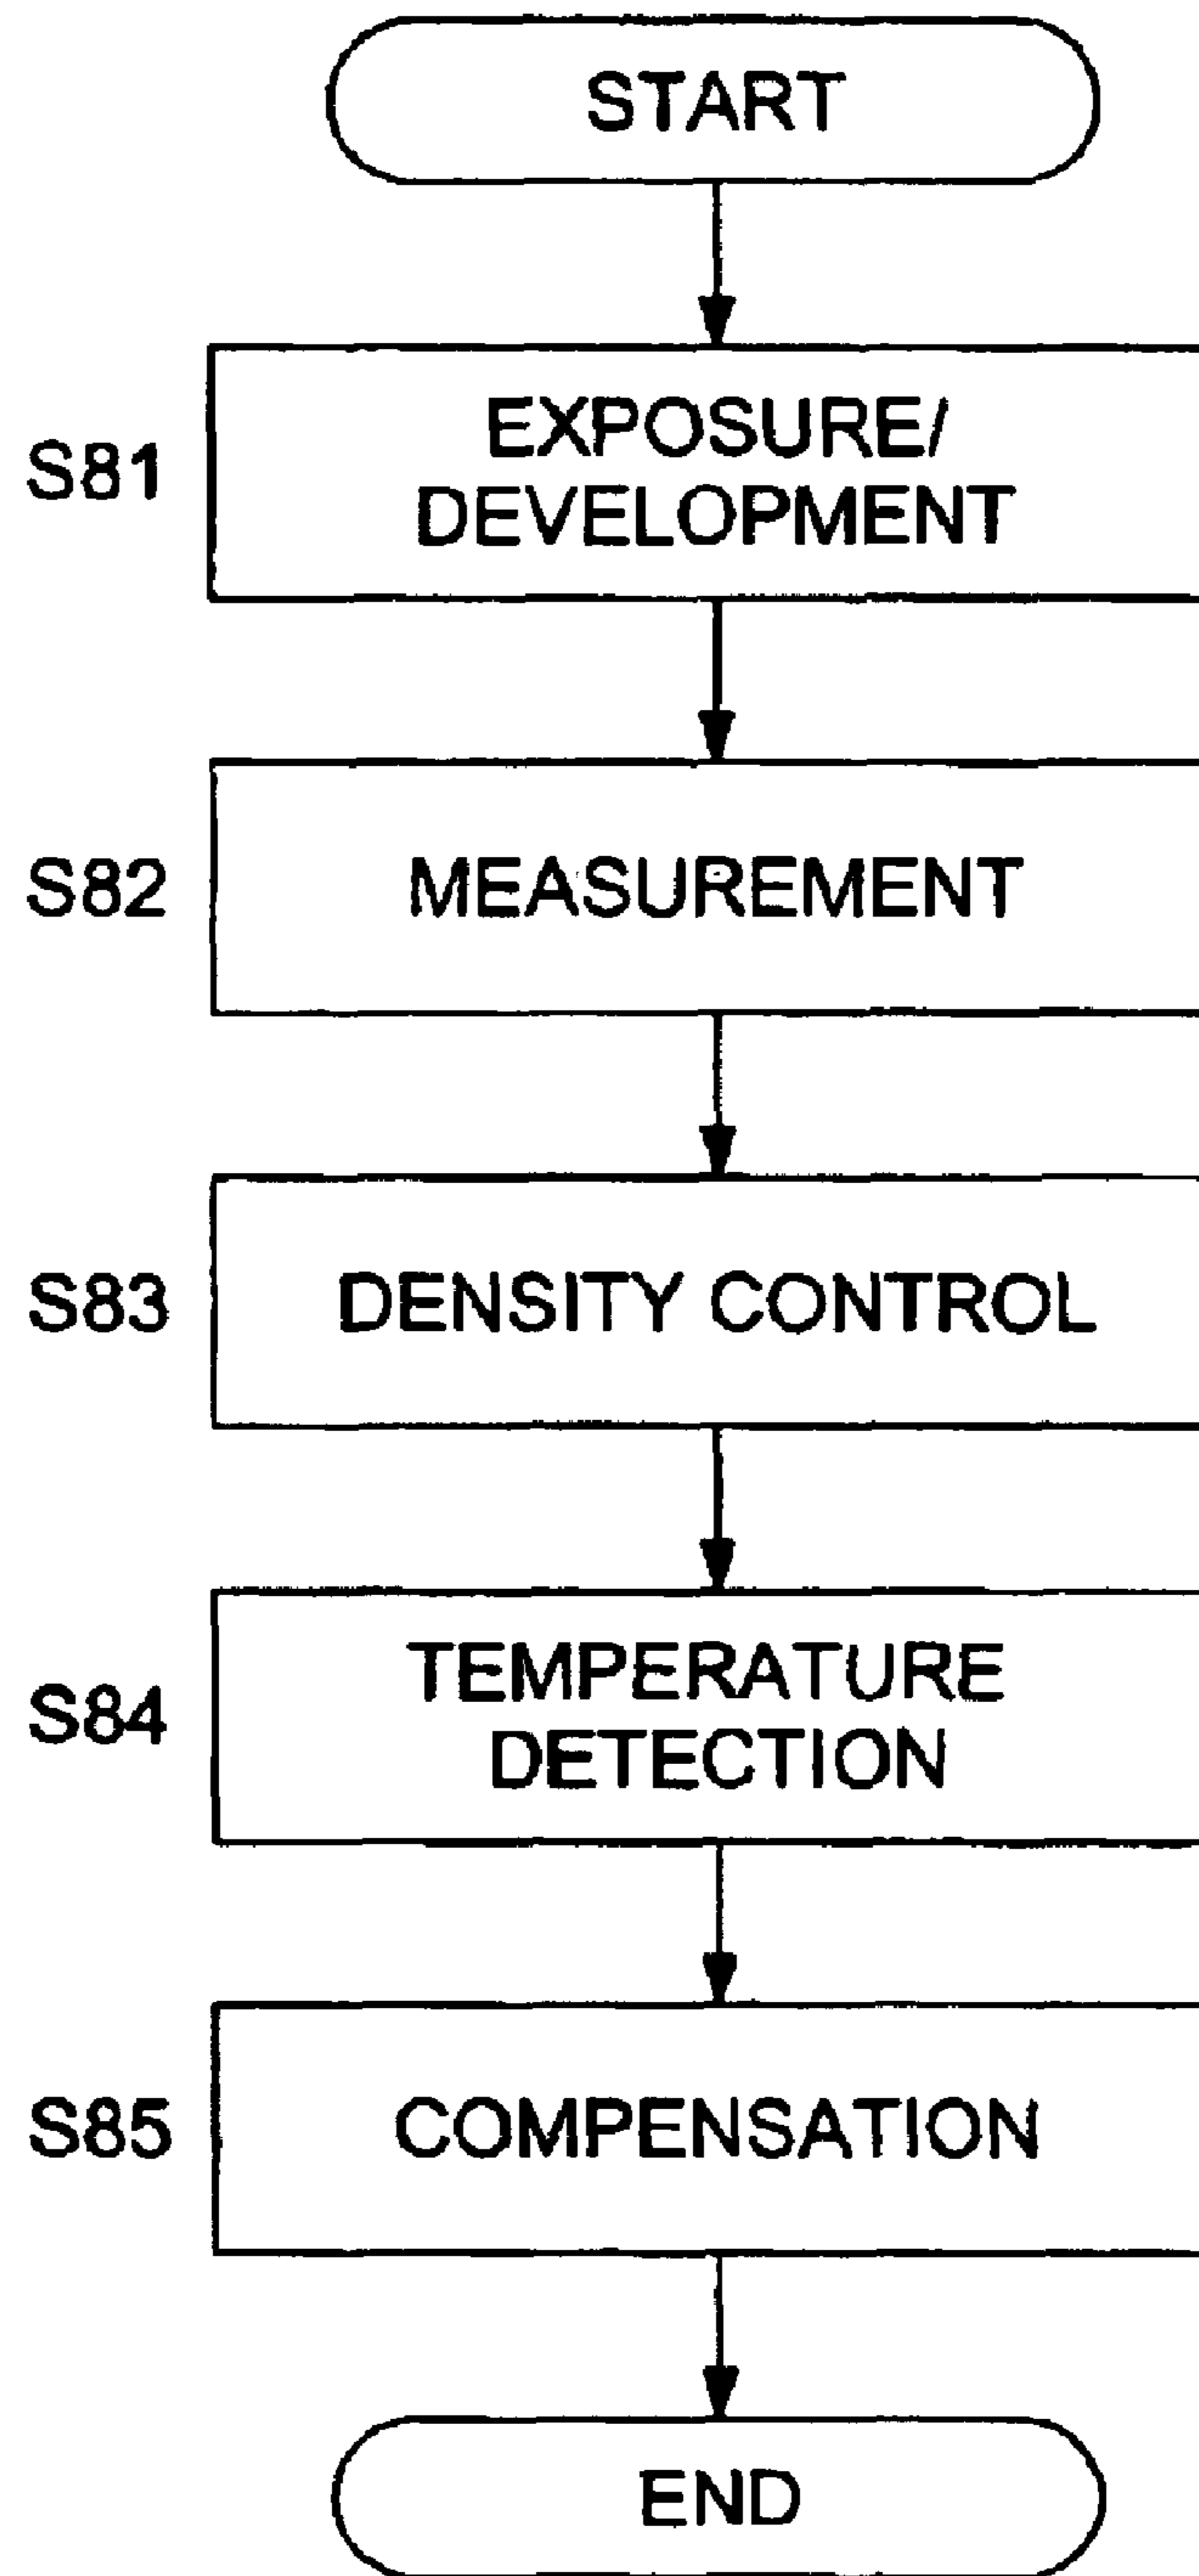 START
S81
EXPOSURE/
DEVELOPMENT
S82
MEASUREMENT
S83
DENSITY CONTROL
S84
TEMPERATURE
DETECTION
S85
COMPENSATION
END